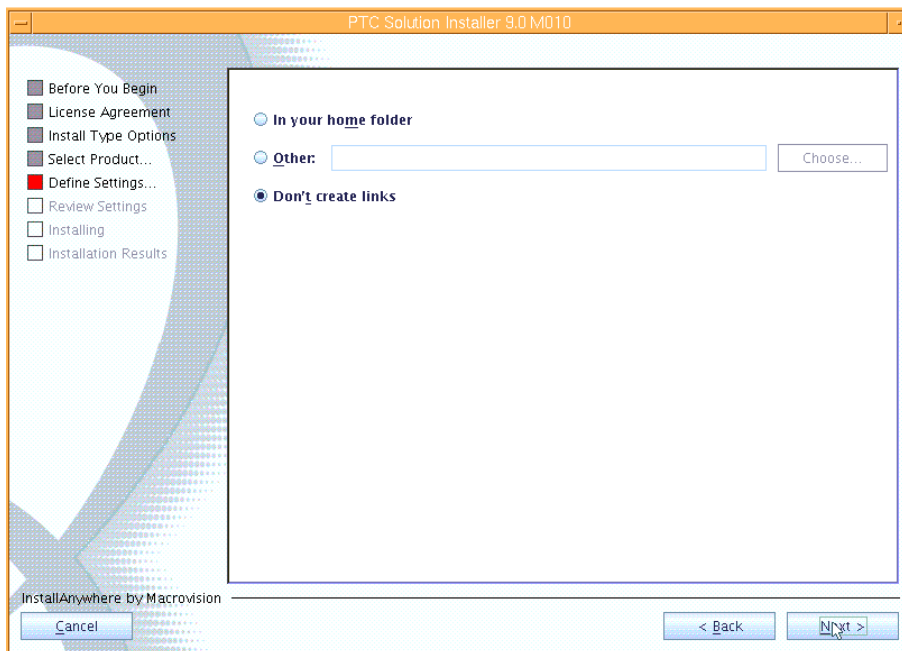 PTC Solution Installer 9.0 M010
Before You Begin
License Agreement
Install Type Options
Select Product...
Define Settings...
Review Settings
Installing
Installation Results
In your home folder
Other:
Choose...
Don't create links
InstallAnywhere by Macrovision
Cancel
< Back
Next >